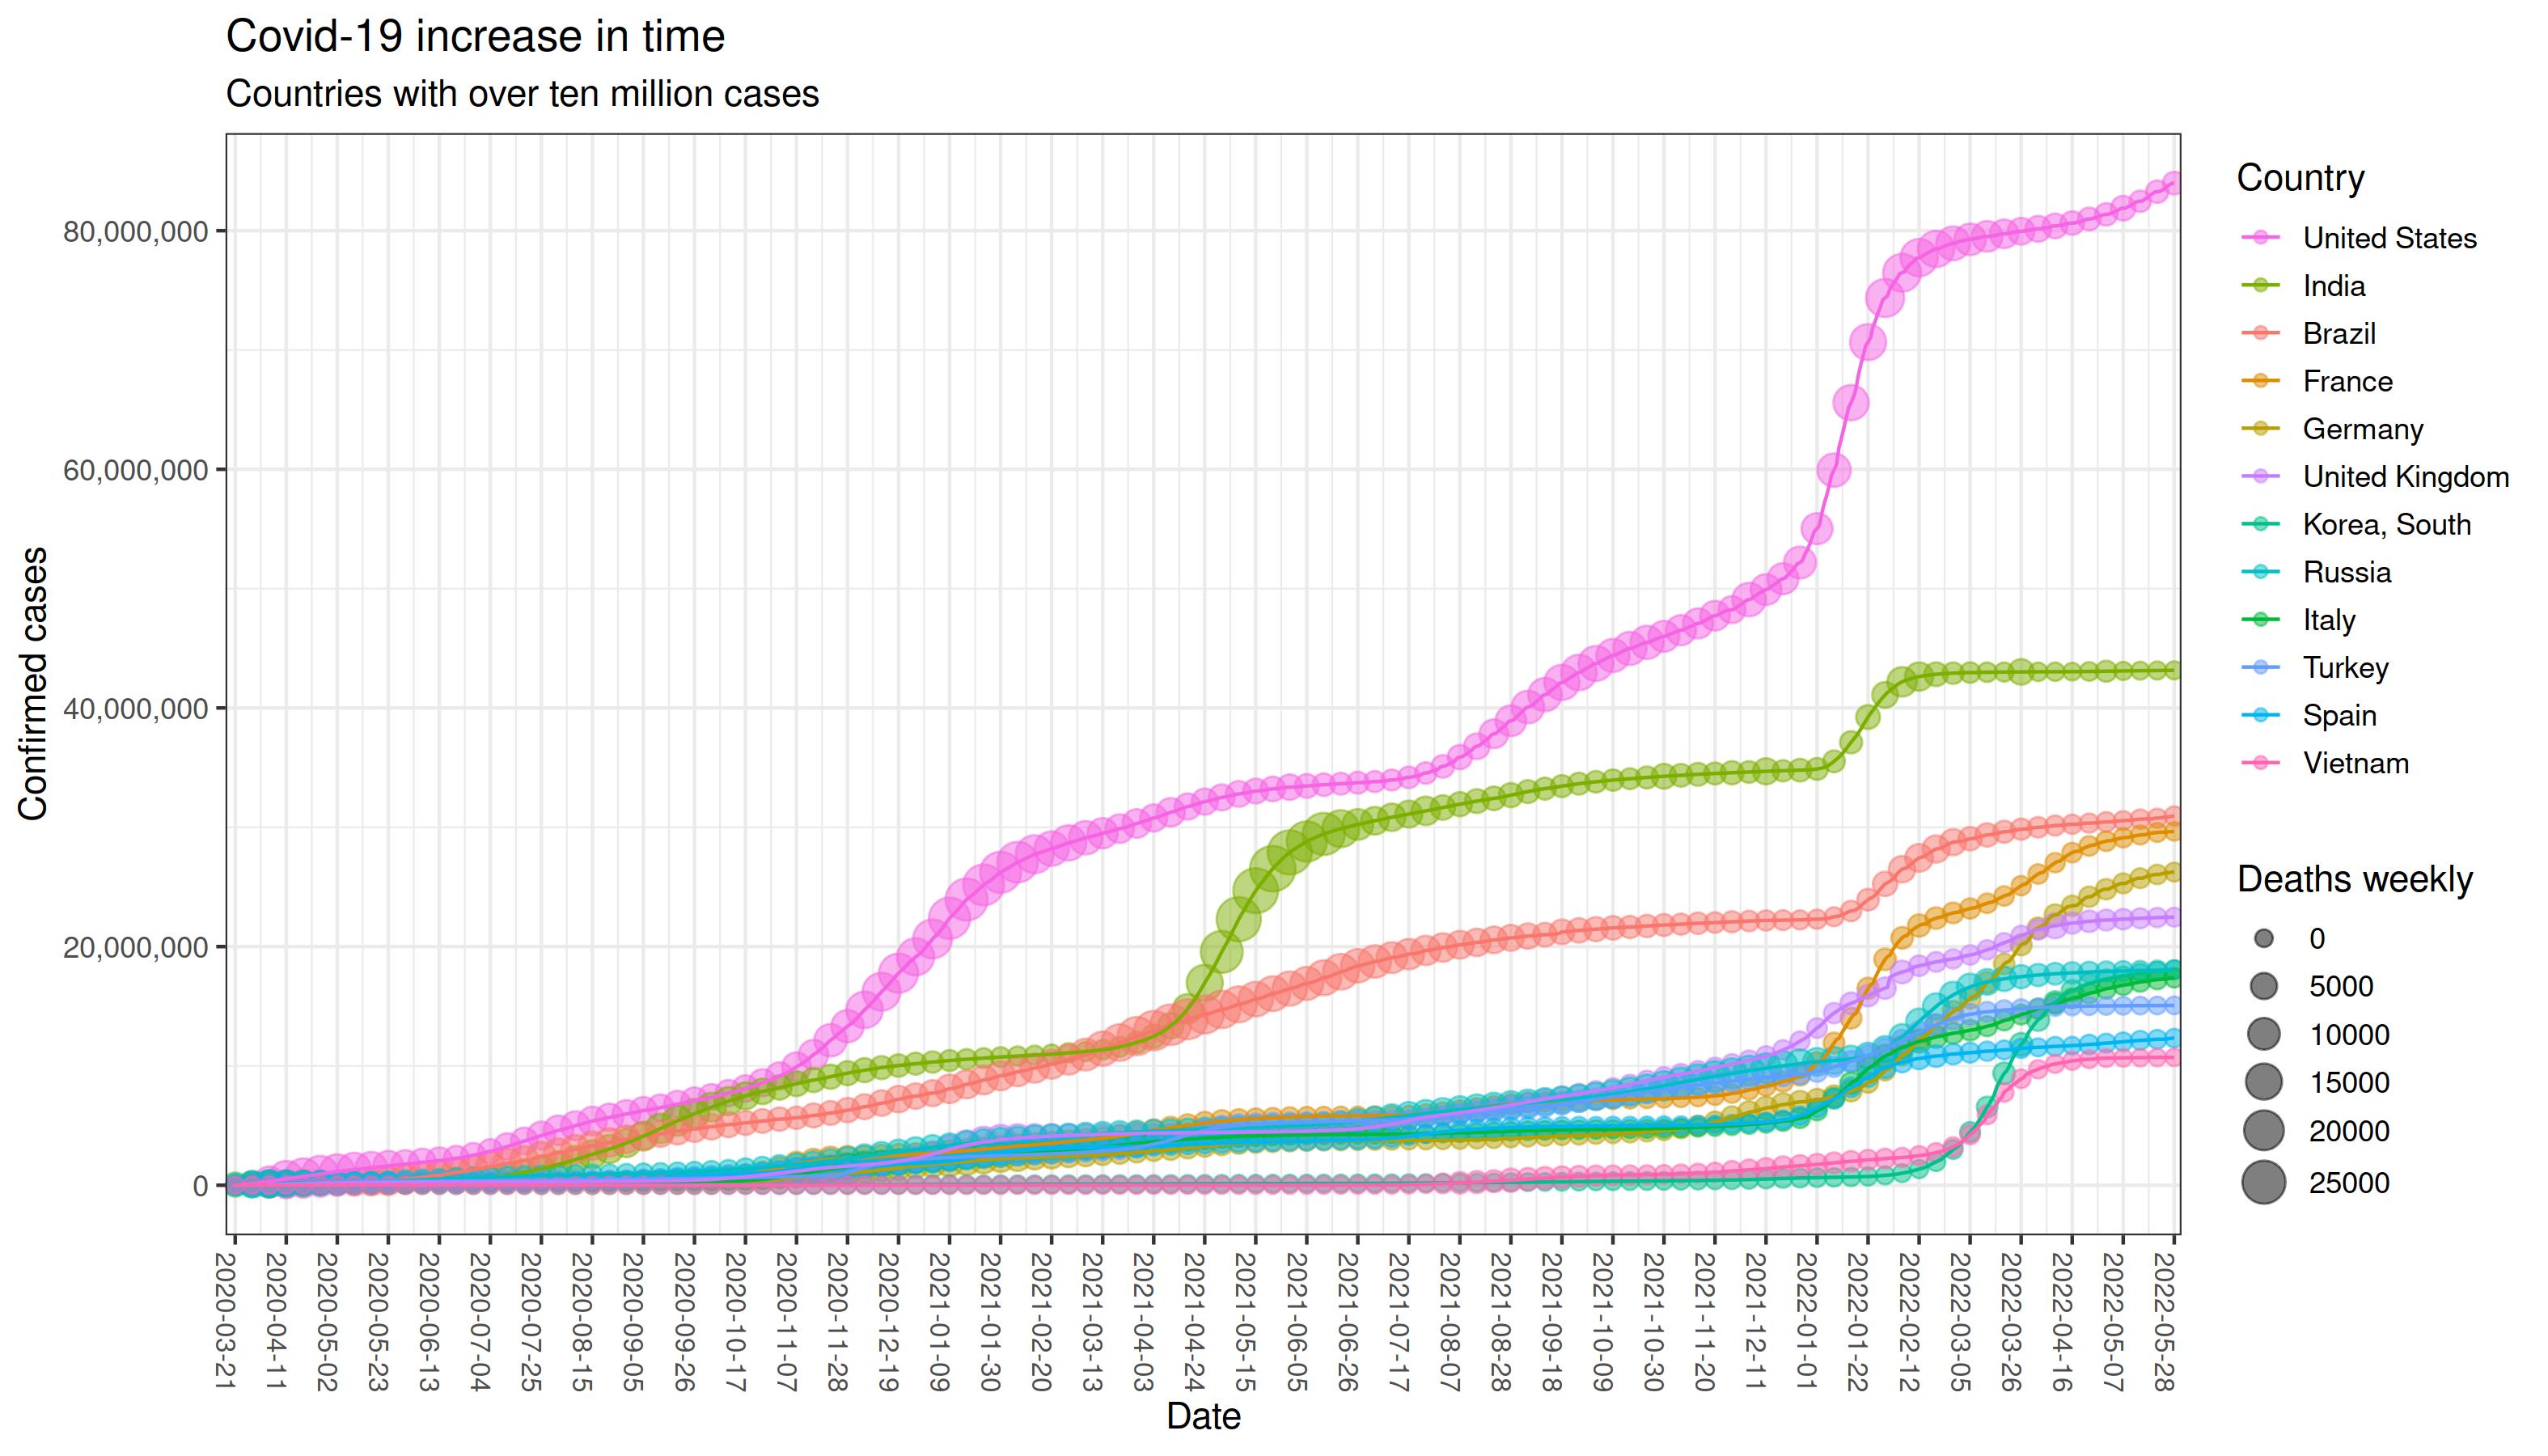 Covid-19 increase in time
Countries with over ten million cases
Confirmed cases
80,000,000
60,000,000
40,000,000
20,000,000
0
2020-03-21
2020-04-11
2020-05-02
2020-05-23
2020-06-13
2020-07-04
2020-07-25
2020-08-15
2020-09-05
2020-09-26
2020-10-17
2020-11-07
2020-11-28
2020-12-19
2021-01-09
2021-01-30
2021-02-20
2021-03-13
2021-04-03
2021-04-24
2021-05-15
2021-06-05
2021-06-26
2021-07-17
2021-08-07
2021-08-28
2021-09-18
2021-10-09
2021-10-30
2021-11-20
2021-12-11
2022-01-01
2022-01-22
2022-02-12
2022-03-05
2022-03-26
2022-04-16
2022-05-07
2022-05-28
Date
Country
United States
India
Brazil
France
Germany
United Kingdom
Korea, South
Russia
Italy
Turkey
Spain
Vietnam
Deaths weekly
0
5000
10000
15000
20000
25000